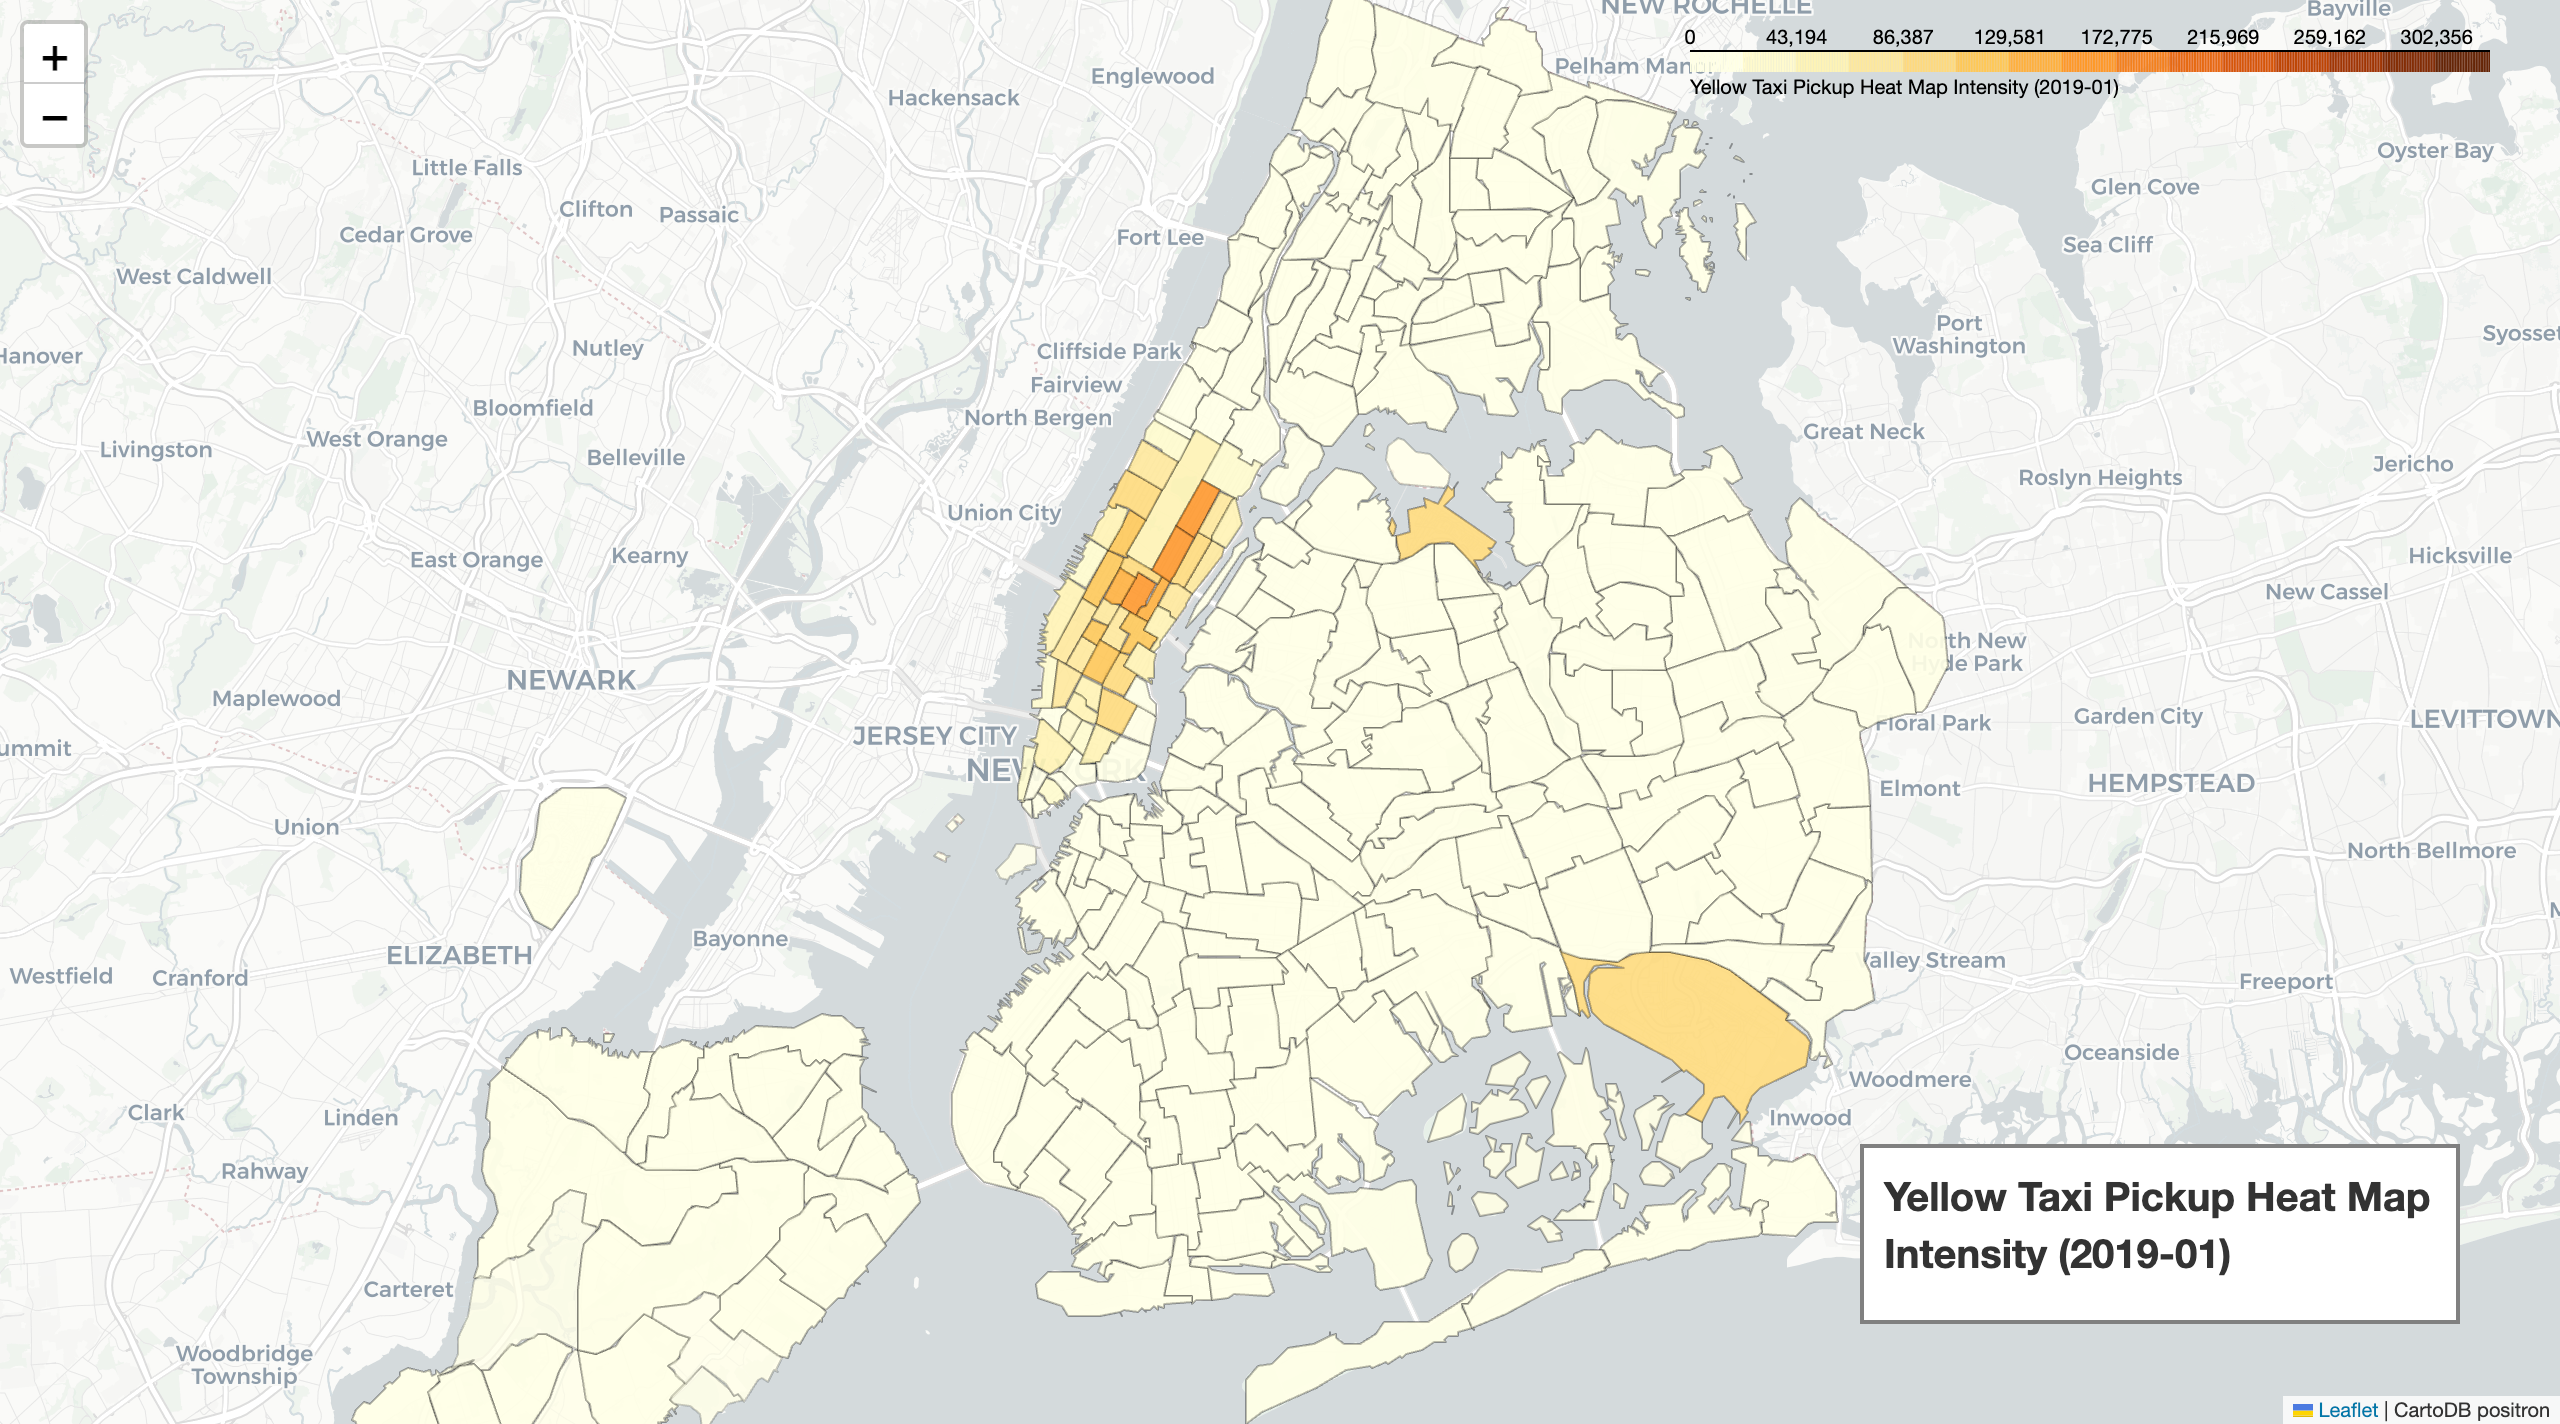 NEW ROCHELLE
Bayville
+
−
0 43,194 86,387 129,581 172,775 215,969 259,162 302,356
Yellow Taxi Pickup Heat Map Intensity (2019-01)
Englewood
Pelham Manor
Hackensack
Oyster Bay
Little Falls
Glen Cove
Clifton
Passaic
Cedar Grove
Fort Lee
Sea Cliff
West Caldwell
Port
Washington
Syosset
Hanover
Nutley
Cliffside Park
Fairview
Bloomfield
North Bergen
Great Neck
Livingston
West Orange
Belleville
Jericho
Roslyn Heights
Union City
East Orange
Kearny
Hicksville
New Cassel
North New
Hyde Park
NEWARK
Maplewood
Floral Park
Garden City
LEVITTOWN
JERSEY CITY
ummit
NEW YORK
Elmont
HEMPSTEAD
Union
North Bellmore
Bayonne
ELIZABETH
Westfield
Cranford
Valley Stream
Freeport
Oceanside
Woodmere
Clark
Linden
Inwood
Rahway
Yellow Taxi Pickup Heat Map
Intensity (2019-01)
Carteret
Woodbridge
Township
Leaflet | CartoDB positron